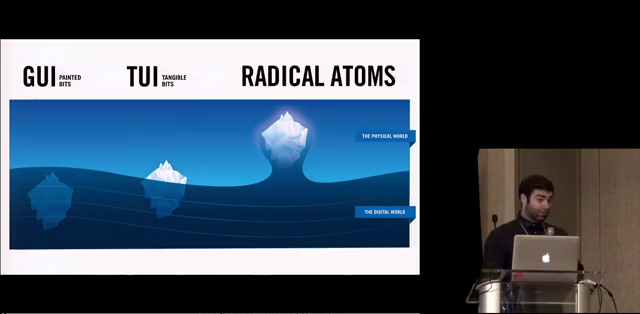 GUI PAINTED BITS
TUI TANGIBLE BITS
RADICAL ATOMS
THE PHYSICAL WORLD
THE DIGITAL WORLD